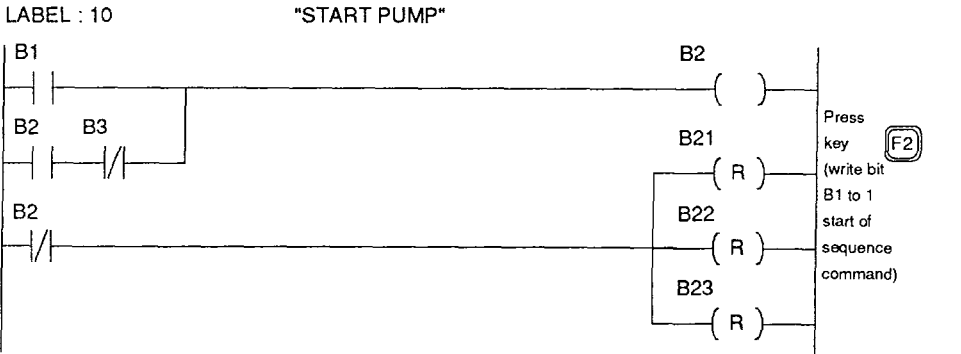 LABEL : 10 "START PUMP"
B1
B2
B2 B3
B21
R
B2
B22
R
B23
R
Press
key F2
(write bit
B1 to 1
start of
sequence
command)